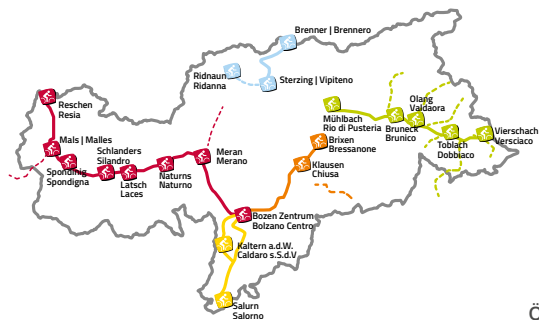 Brenner | Brennero
Ridnaun
Ridanna
Sterzing | Vipiteno
Reschen
Resia
Mühlbach
Rio di Pusteria
Olang
Valdaora
Bruneck
Brunico
Toblach
Dobbiaco
Vierschach
Versciaco
Mals | Malles
Spondinig
Spondigna
Schlanders
Silandro
Latsch
Laces
Naturns
Naturno
Meran
Merano
Brixen
Bressanone
Klausen
Chiusa
Bozen Zentrum
Bolzano Centro
Kaltern a.d.W.
Caldaro s.S.d.V
Salurn
Salorno
Ö